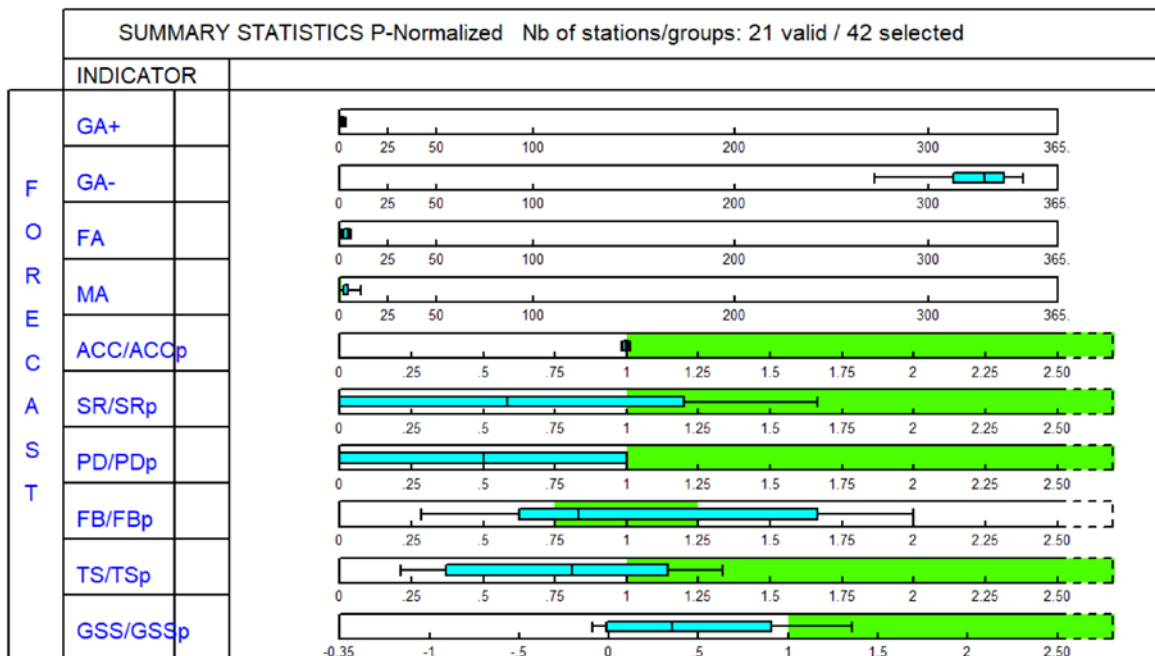 SUMMARY STATISTICS P-Normalized Nb of stations/groups: 21 valid / 42 selected
INDICATOR
FORECAST
GA+
0 25 50 100 200 300 365.
GA-
0 25 50 100 200 300 365.
FA
0 25 50 100 200 300 365.
MA
0 25 50 100 200 300 365.
ACC/ACCp
0 .25 .5 .75 1 1.25 1.5 1.75 2 2.25 2.50
SR/SRp
0 .25 .5 .75 1 1.25 1.5 1.75 2 2.25 2.50
PD/PDp
0 .25 .5 .75 1 1.25 1.5 1.75 2 2.25 2.50
FB/FBp
0 .25 .5 .75 1 1.25 1.5 1.75 2 2.25 2.50
TS/TSp
0 .25 .5 .75 1 1.25 1.5 1.75 2 2.25 2.50
GSS/GSSp
-0.35 -1 -.5 0 .5 1 1.5 2 2.50